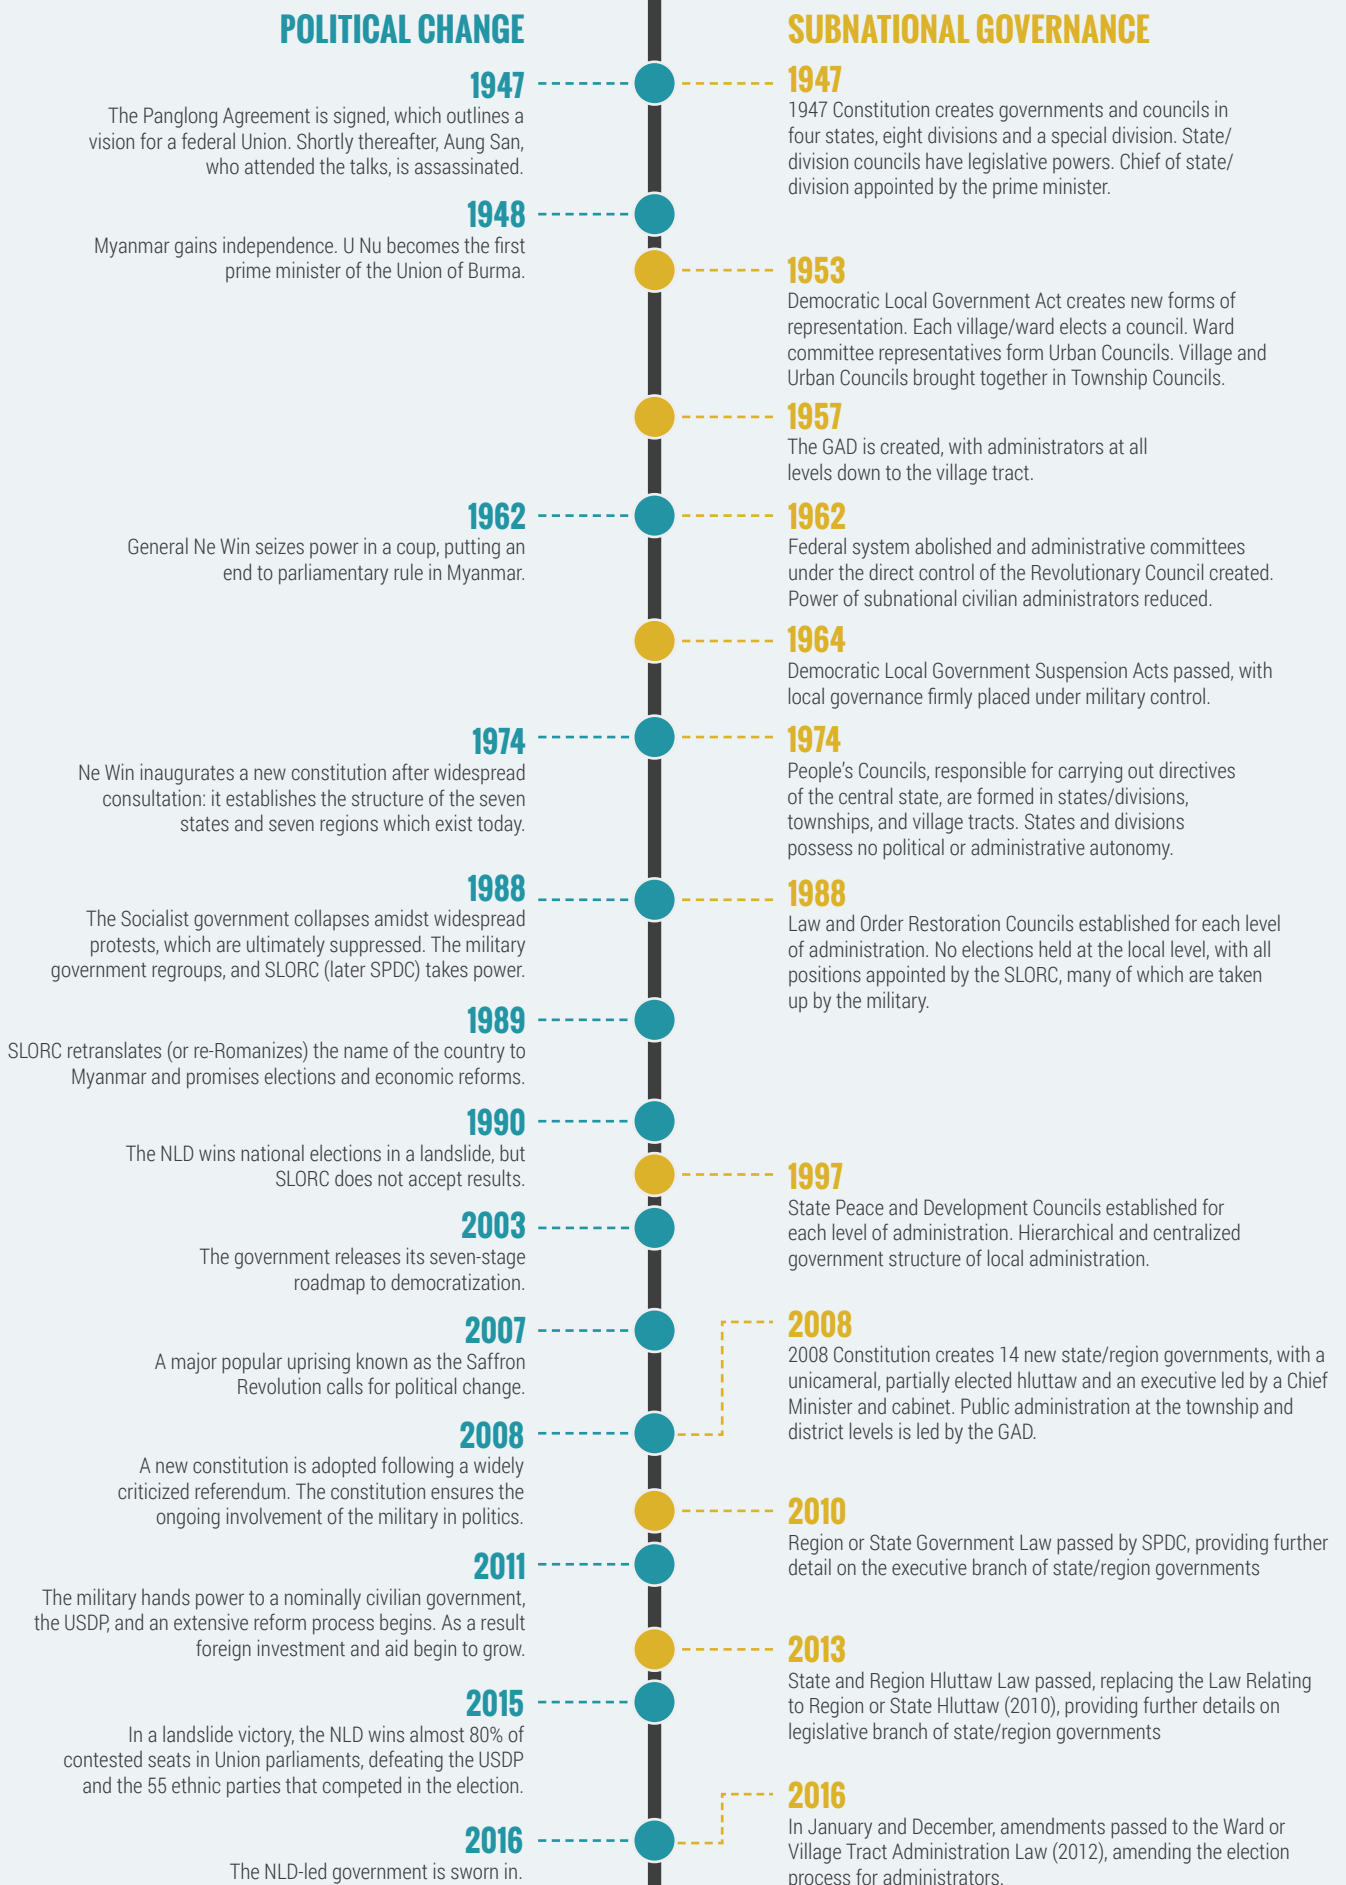 POLITICAL CHANGE
1947
The Panglong Agreement is signed, which outlines a
vision for a federal Union. Shortly thereafter, Aung San,
who attended the talks, is assassinated.
1948
Myanmar gains independence. U Nu becomes the first
prime minister of the Union of Burma.
1962
General Ne Win seizes power in a coup, putting an
end to parliamentary rule in Myanmar.
1974
Ne Win inaugurates a new constitution after widespread
consultation: it establishes the structure of the seven
states and seven regions which exist today.
1988
The Socialist government collapses amidst widespread
protests, which are ultimately suppressed. The military
government regroups, and SLORC (later SPDC) takes power.
1989
SLORC retranslates (or re-Romanizes) the name of the country to
Myanmar and promises elections and economic reforms.
1990
The NLD wins national elections in a landslide, but
SLORC does not accept results.
2003
The government releases its seven-stage
roadmap to democratization.
2007
A major popular uprising known as the Saffron
Revolution calls for political change.
2008
A new constitution is adopted following a widely
criticized referendum. The constitution ensures the
ongoing involvement of the military in politics.
2011
The military hands power to a nominally civilian government,
the USDP, and an extensive reform process begins. As a result
foreign investment and aid begin to grow.
2015
In a landslide victory, the NLD wins almost 80% of
contested seats in Union parliaments, defeating the USDP
and the 55 ethnic parties that competed in the election.
2016
The NLD-led government is sworn in.
SUBNATIONAL GOVERNANCE
1947
1947 Constitution creates governments and councils in
four states, eight divisions and a special division. State/
division councils have legislative powers. Chief of state/
division appointed by the prime minister.
1953
Democratic Local Government Act creates new forms of
representation. Each village/ward elects a council. Ward
committee representatives form Urban Councils. Village and
Urban Councils brought together in Township Councils.
1957
The GAD is created, with administrators at all
levels down to the village tract.
1962
Federal system abolished and administrative committees
under the direct control of the Revolutionary Council created.
Power of subnational civilian administrators reduced.
1964
Democratic Local Government Suspension Acts passed, with
local governance firmly placed under military control.
1974
People's Councils, responsible for carrying out directives
of the central state, are formed in states/divisions,
townships, and village tracts. States and divisions
possess no political or administrative autonomy.
1988
Law and Order Restoration Councils established for each level
of administration. No elections held at the local level, with all
positions appointed by the SLORC, many of which are taken
up by the military.
1997
State Peace and Development Councils established for
each level of administration. Hierarchical and centralized
government structure of local administration.
2008
2008 Constitution creates 14 new state/region governments, with a
unicameral, partially elected hluttaw and an executive led by a Chief
Minister and cabinet. Public administration at the township and
district levels is led by the GAD.
2010
Region or State Government Law passed by SPDC, providing further
detail on the executive branch of state/region governments
2013
State and Region Hluttaw Law passed, replacing the Law Relating
to Region or State Hluttaw (2010), providing further details on
legislative branch of state/region governments
2016
In January and December, amendments passed to the Ward or
Village Tract Administration Law (2012), amending the election
process for administrators.